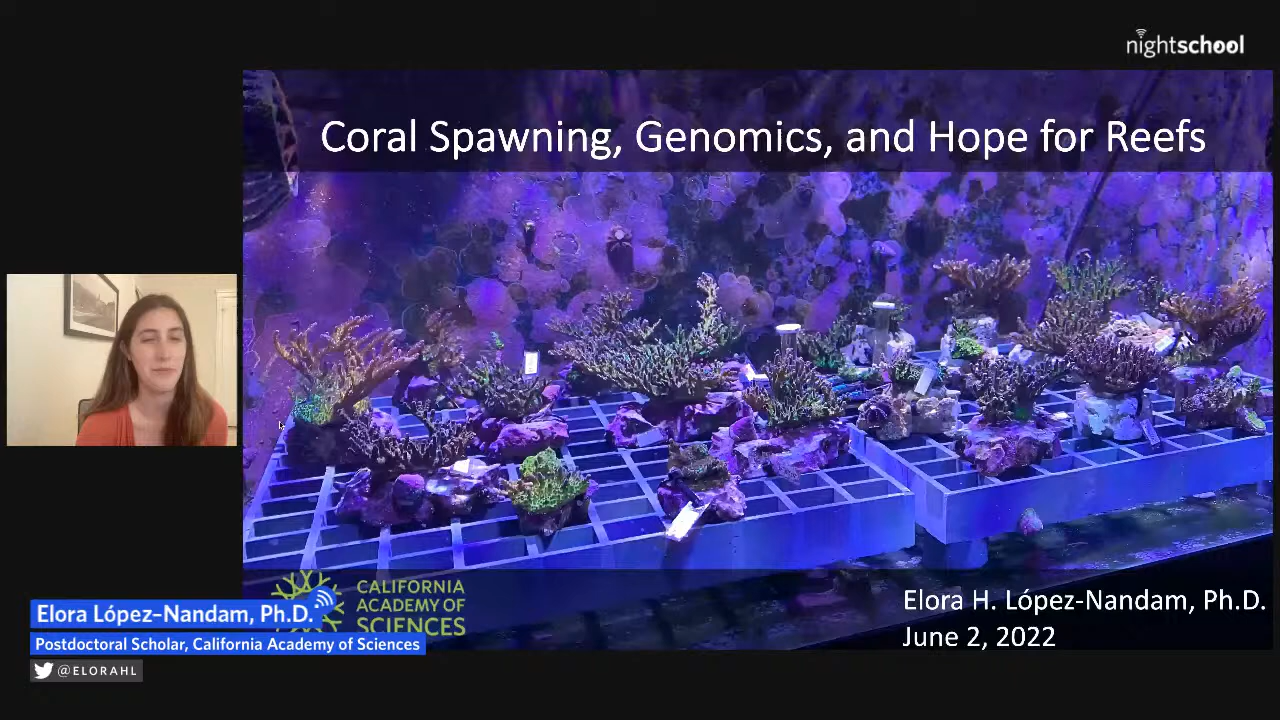 nightschool
Coral Spawning, Genomics, and Hope for Reefs
CALIFORNIA
ACADEMY OF
SCIENCES
Elora López-Nandam, Ph.D.
Postdoctoral Scholar, California Academy of Sciences
@ELORAHL
Elora H. López-Nandam, Ph.D.
June 2, 2022